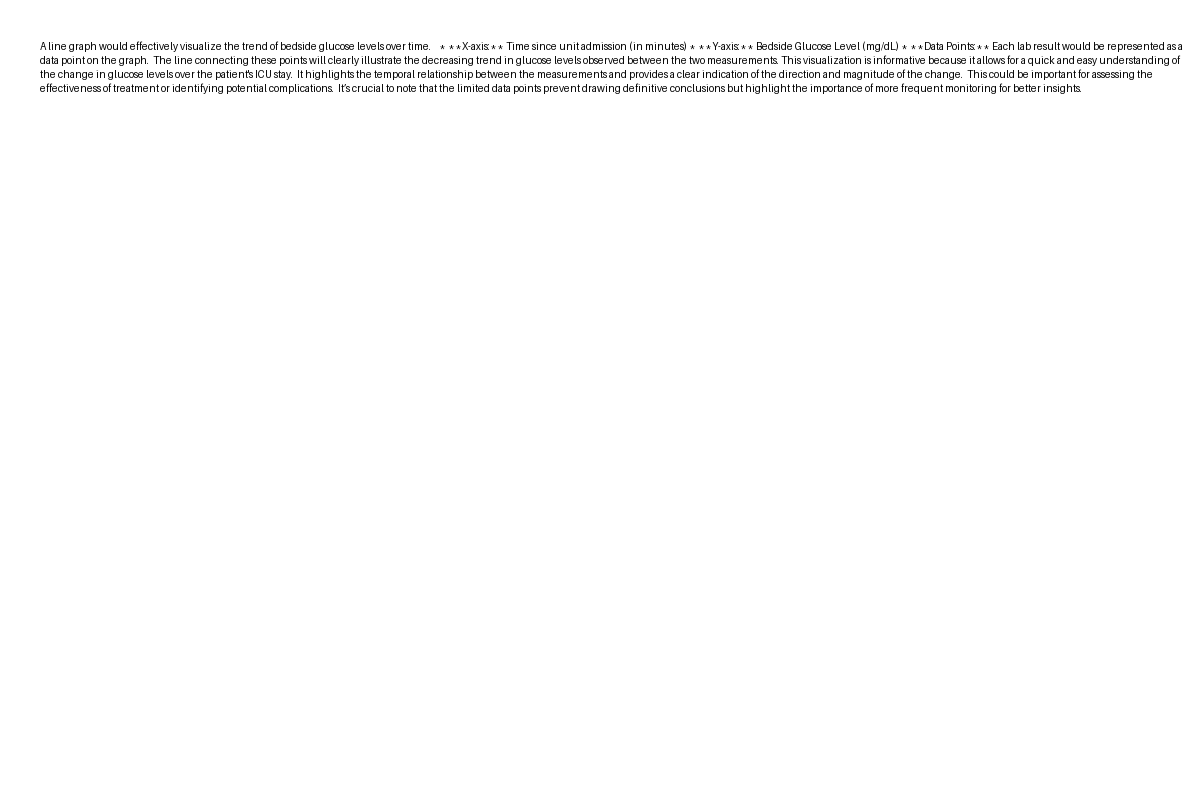 A line graph would effectively visualize the trend of bedside glucose levels over time.   * **X-axis:** Time since unit admission (in minutes) * **Y-axis:** Bedside Glucose Level (mg/dL) * **Data Points:** Each lab result would be represented as a
data point on the graph.  The line connecting these points will clearly illustrate the decreasing trend in glucose levels observed between the two measurements. This visualization is informative because it allows for a quick and easy understanding of
the change in glucose levels over the patient's ICU stay.  It highlights the temporal relationship between the measurements and provides a clear indication of the direction and magnitude of the change.  This could be important for assessing the
effectiveness of treatment or identifying potential complications.  It's crucial to note that the limited data points prevent drawing definitive conclusions but highlight the importance of more frequent monitoring for better insights.